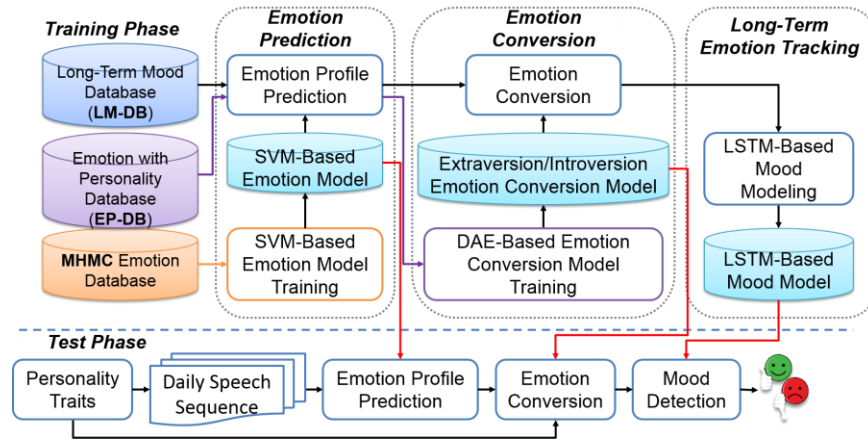 Training Phase
Emotion
Prediction
Emotion
Conversion
Long-Term
Emotion Tracking
Long-Term Mood
Database
(LM-DB)
Emotion Profile
Prediction
Emotion
Conversion
Emotion with
Personality
Database
(EP-DB)
SVM-Based
Emotion Model
Extraversion/Introversion
Emotion Conversion Model
LSTM-Based
Mood
Modeling
MHMC Emotion
Database
SVM-Based
Emotion Model
Training
DAE-Based Emotion
Conversion Model
Training
LSTM-Based
Mood Model
Test Phase
Personality
Traits
Daily Speech
Sequence
Emotion Profile
Prediction
Emotion
Conversion
Mood
Detection